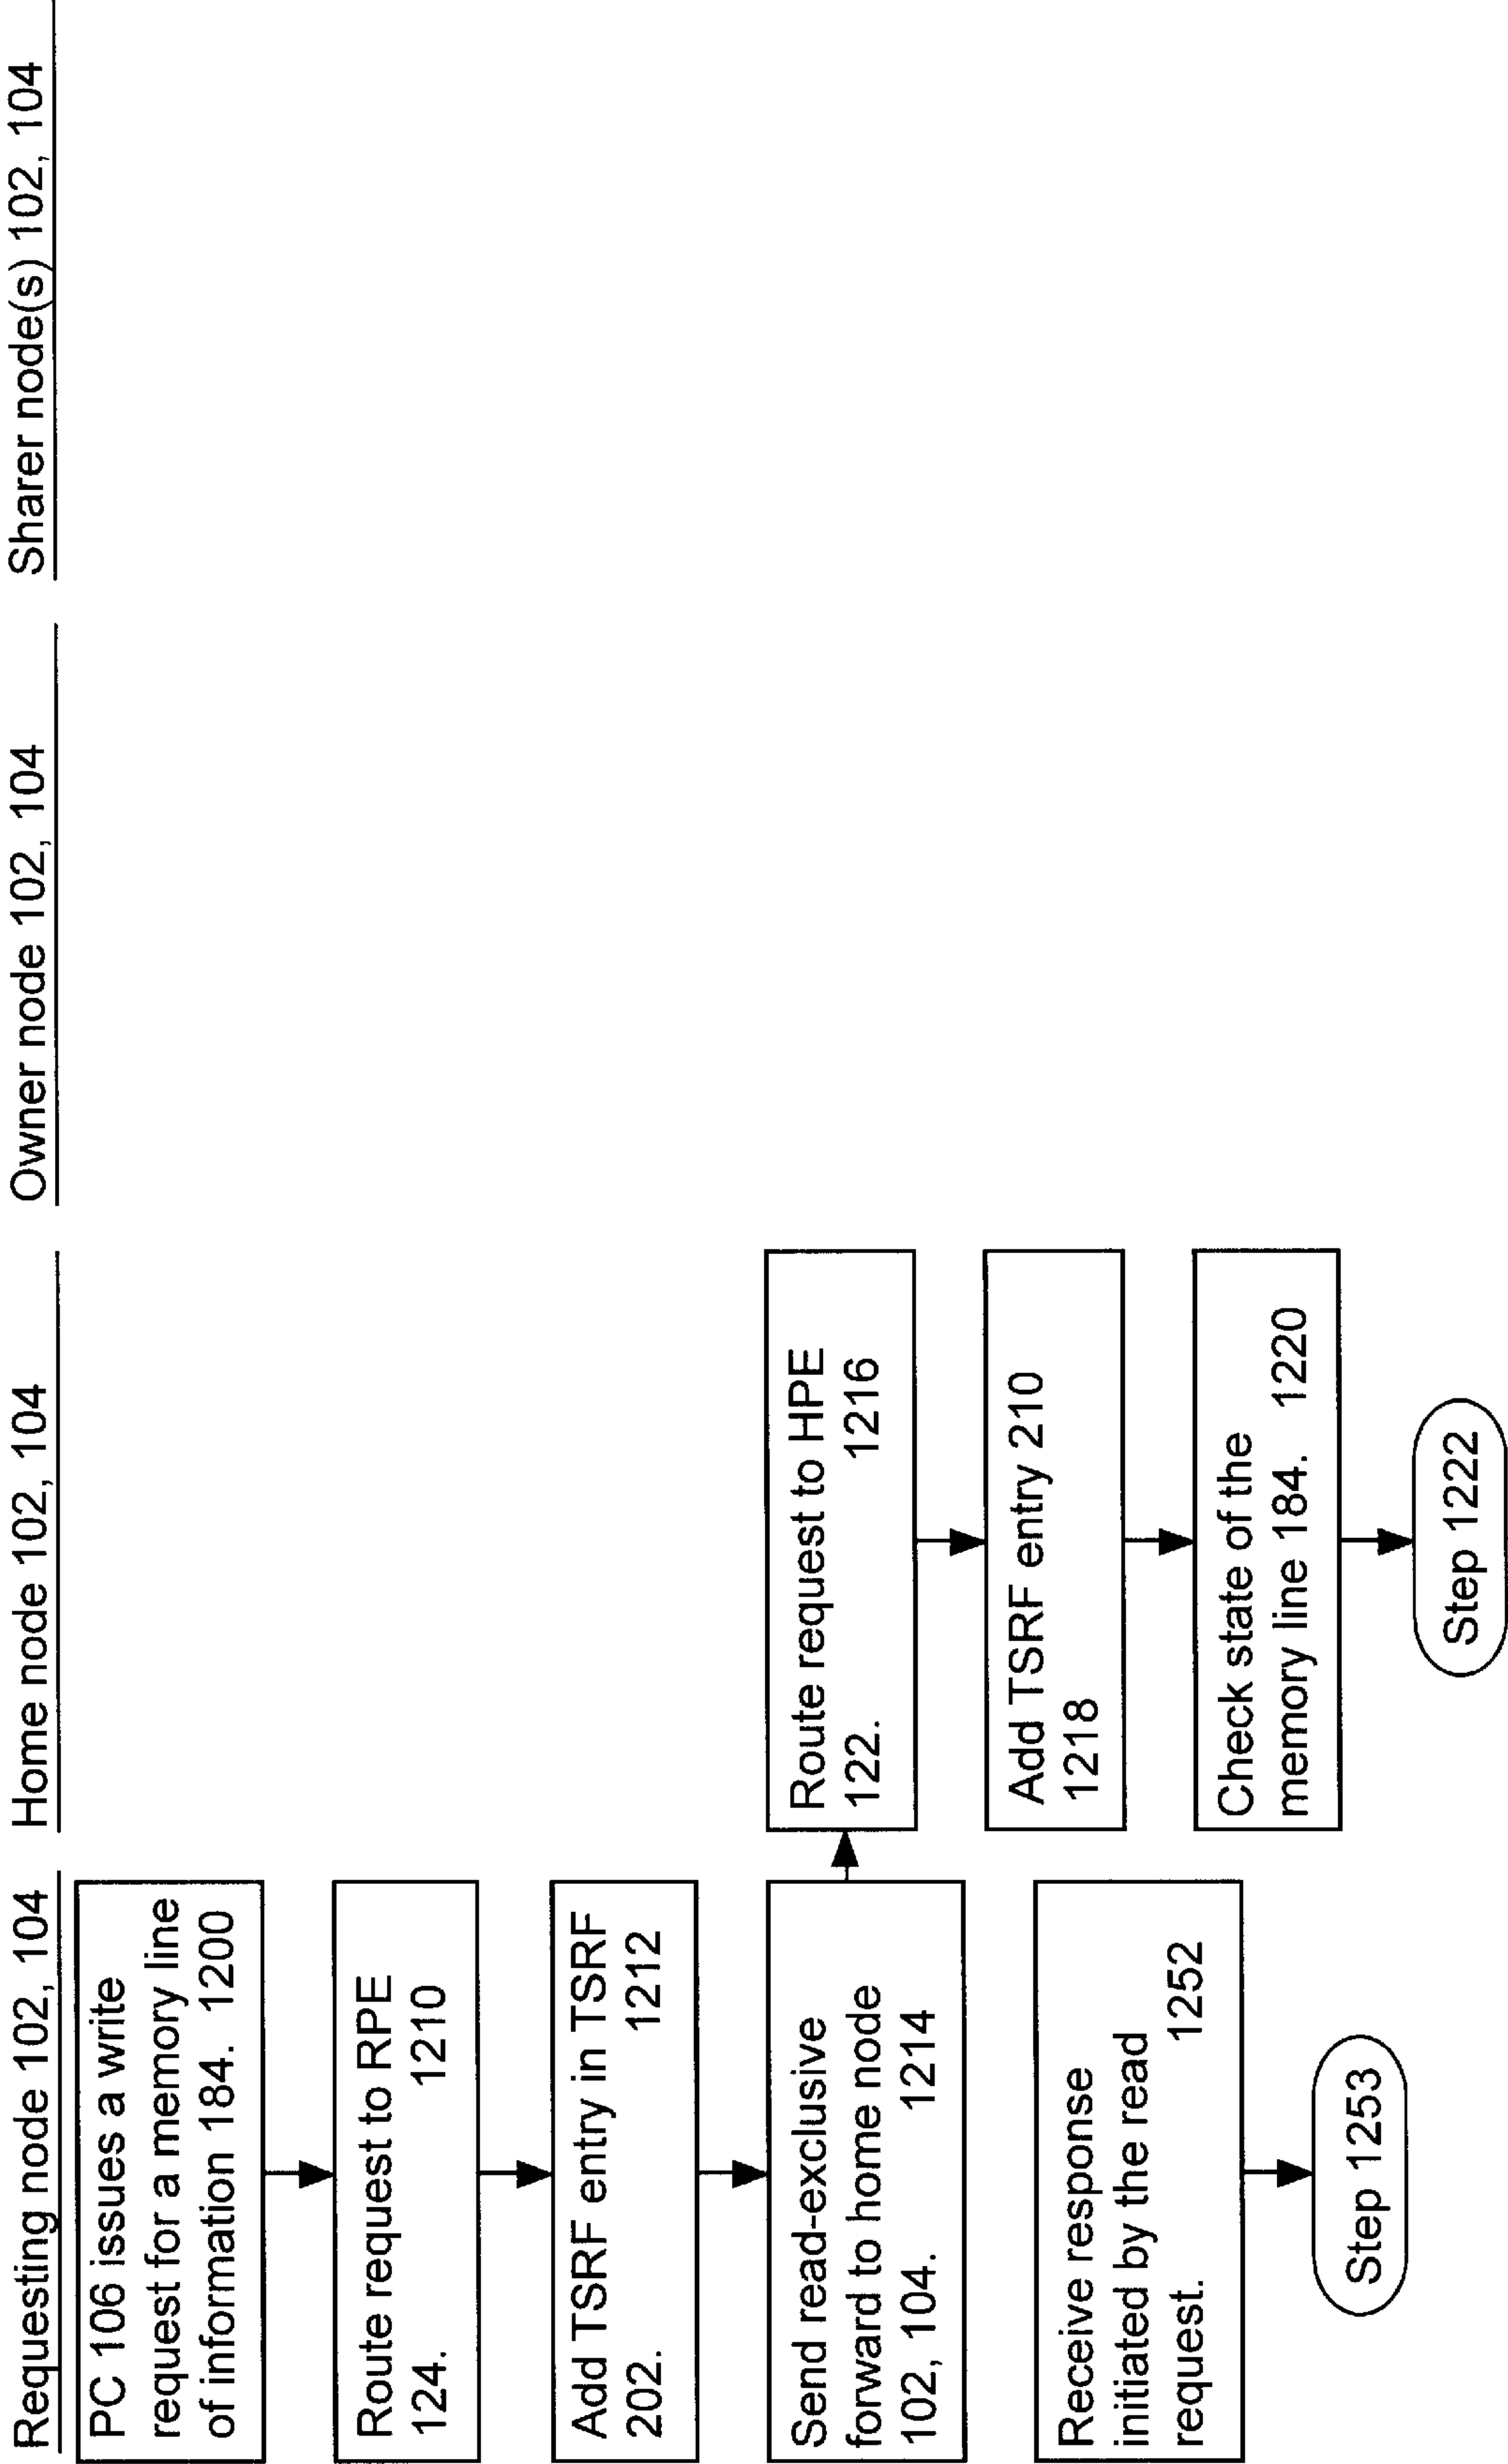 Requesting node 102, 104
Home node 102, 104
Owner node 102, 104
Sharer node(s) 102, 104
PC 106 issues a write
request for a memory line
of information 184. 1200
Route request to RPE
124. 1210
Add TSRF entry in TSRF
202. 1212
Send read-exclusive
forward to home node
102, 104. 1214
Route request to HPE
122. 1216
Add TSRF entry 210
1218
Check state of the
memory line 184. 1220
Step 1222
Receive response
initiated by the read
request. 1252
Step 1253